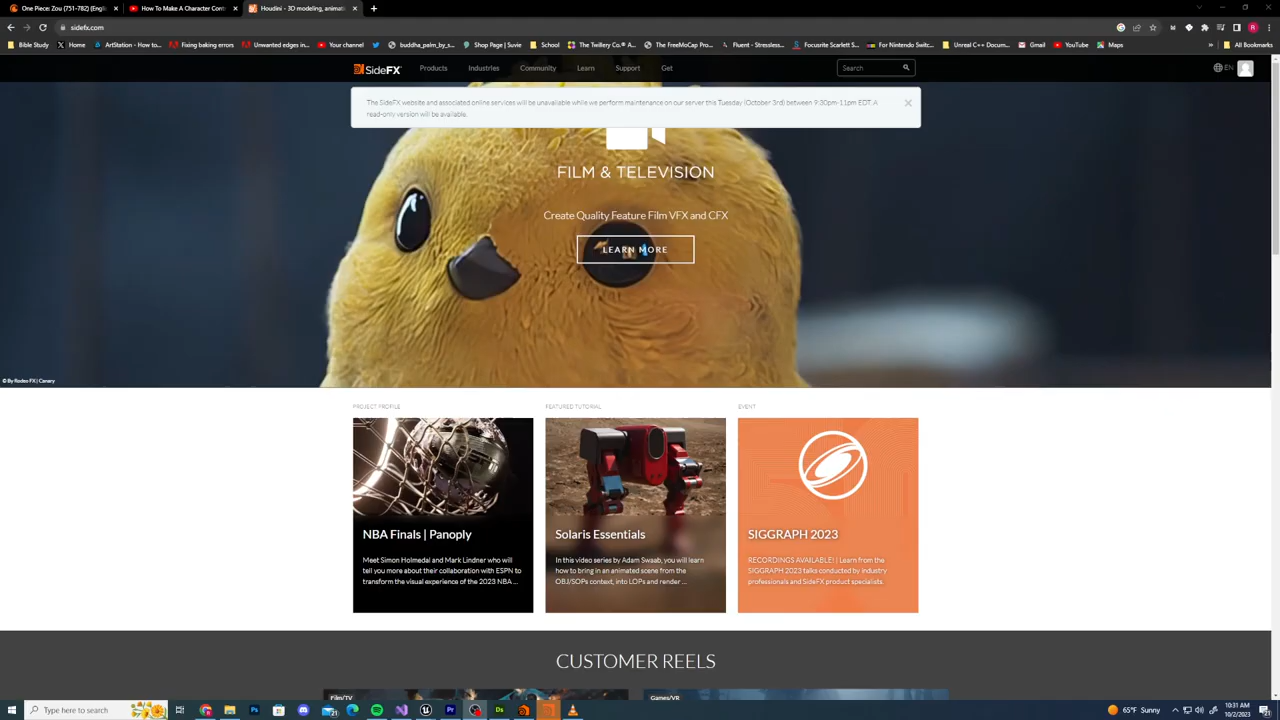 One Piece: Zou (751-782) (Engl
How To Make A Character Cont
Houdini - 3D modeling, animati
sidefx.com
Bible Study
Home
ArtStation - How to...
Fixing baking errors
Unwanted edges in...
Your channel
buddha_palm_by_s...
Shop Page | Suvie
School
The Twillery Co.® A...
The FreeMoCap Pro...
Fluent - Stressless...
Focusrite Scarlett S...
For Nintendo Switc...
Unreal C++ Docum...
Gmail
YouTube
Maps
»
All Bookmarks
SideFX
Products
Industries
Community
Learn
Support
Get
Search
EN
The SideFX website and associated online services will be unavailable while we perform maintenance on our server this Tuesday (October 3rd) between 9:30pm-11pm EDT. A
read-only version will be available.
FILM & TELEVISION
Create Quality Feature Film VFX and CFX
LEARN MORE
© By Rodeo FX | Canary
PROJECT PROFILE
FEATURED TUTORIAL
EVENT
NBA Finals | Panoply
Meet Simon Holmedal and Mark Lindner who will
tell you more about their collaboration with ESPN to
transform the visual experience of the 2023 NBA ...
Solaris Essentials
In this video series by Adam Swaab, you will learn
how to bring in an animated scene from the
OBJ/SOPs context, into LOPs and render ...
SIGGRAPH 2023
RECORDINGS AVAILABLE! | Learn from the
SIGGRAPH 2023 talks conducted by industry
professionals and SideFX product specialists.
CUSTOMER REELS
Film/TV
Games/VR
Type here to search
65°F Sunny
10:31 AM
10/2/2023